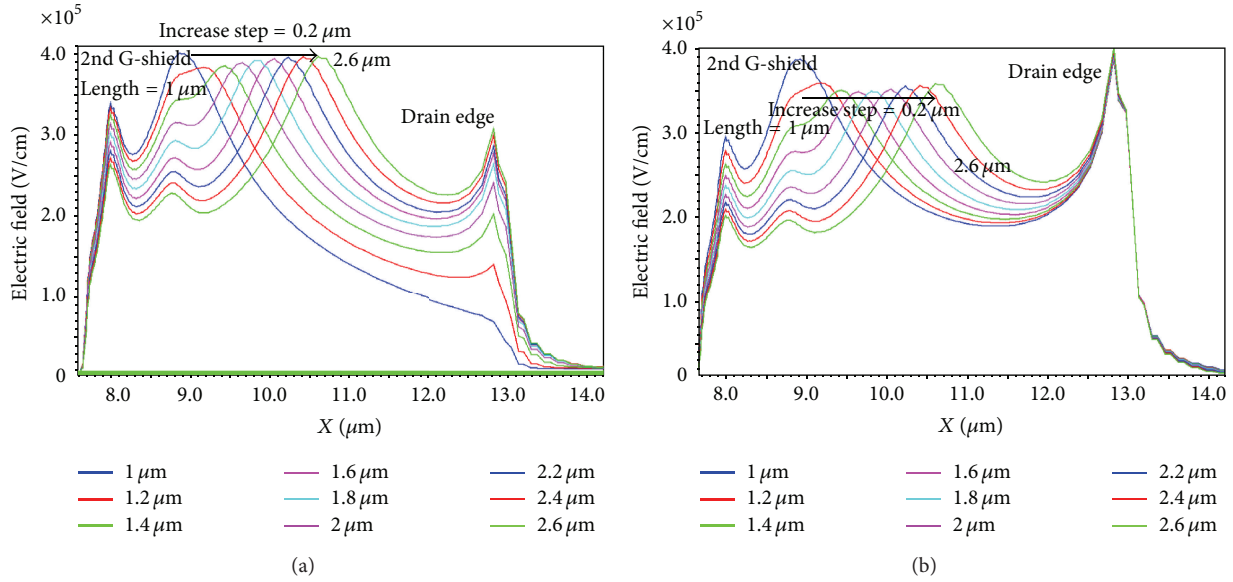 ×10⁵
Increase step = 0.2 μm
4.0
2nd G-shield
2.6 μm
Length = 1 μm
Drain edge
3.0
2.0
1.0
0
Electric field (V/cm)
8.0 9.0 10.0 11.0 12.0 13.0 14.0
X (μm)
1 μm 1.6 μm 2.2 μm
1.2 μm 1.8 μm 2.4 μm
1.4 μm 2 μm 2.6 μm
(a)
×10⁵
4.0
2nd G-shield
Drain edge
Increase step = 0.2 μm
Length = 1 μm
3.0
2.6 μm
2.0
1.0
0
Electric field (V/cm)
8.0 9.0 10.0 11.0 12.0 13.0 14.0
X (μm)
1 μm 1.6 μm 2.2 μm
1.2 μm 1.8 μm 2.4 μm
1.4 μm 2 μm 2.6 μm
(b)